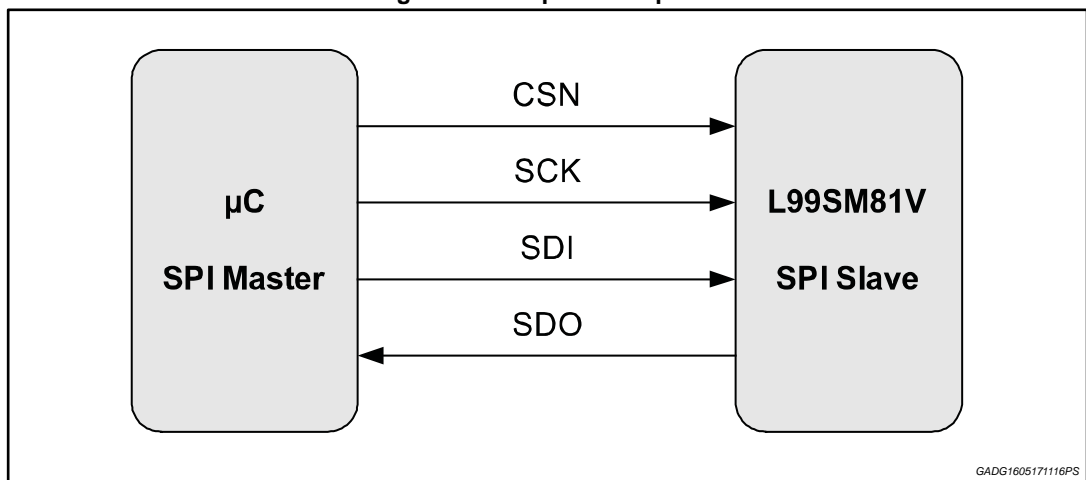 CSN
SCK
µC
L99SM81V
SDI
SPI Master
SPI Slave
SDO
GADG1605171116PS